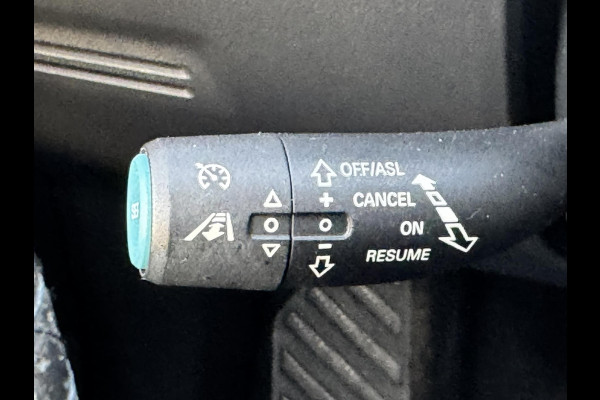 OFF/ASL
+ CANCEL
ON
− RESUME